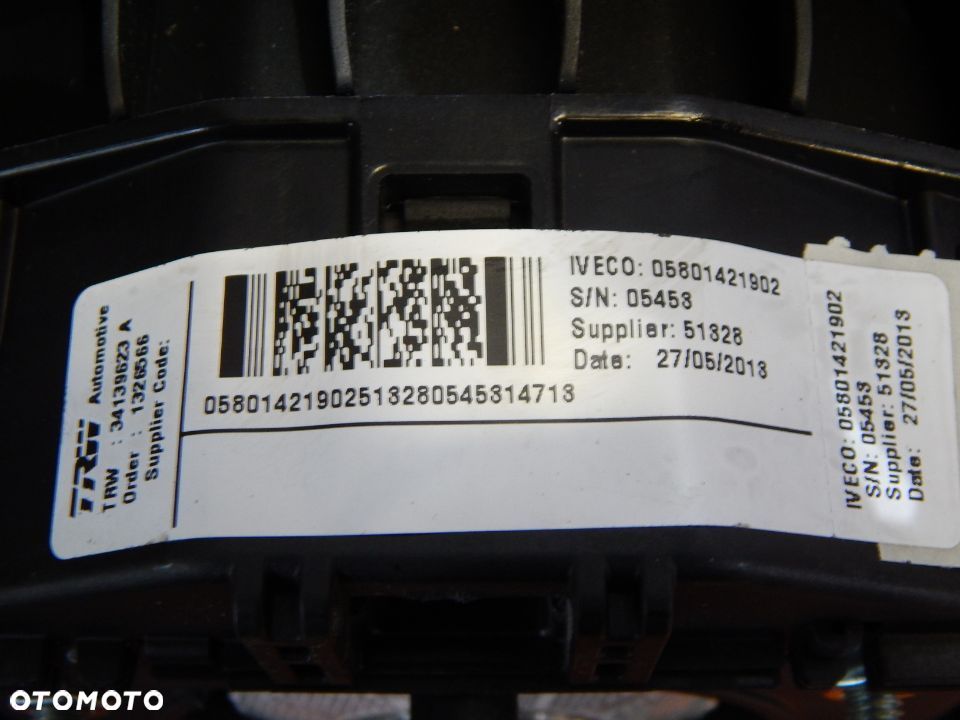 TRW Automotive
TRW : 34139623 A
Order : 1326566
Supplier Code:
IVECO: 05801421902
S/N: 05453
Supplier: 51328
Date: 27/05/2013
05801421902513280545314713
IVECO: 05801421902
S/N: 05453
Supplier: 51328
Date: 27/05/2013
OTOMOTO